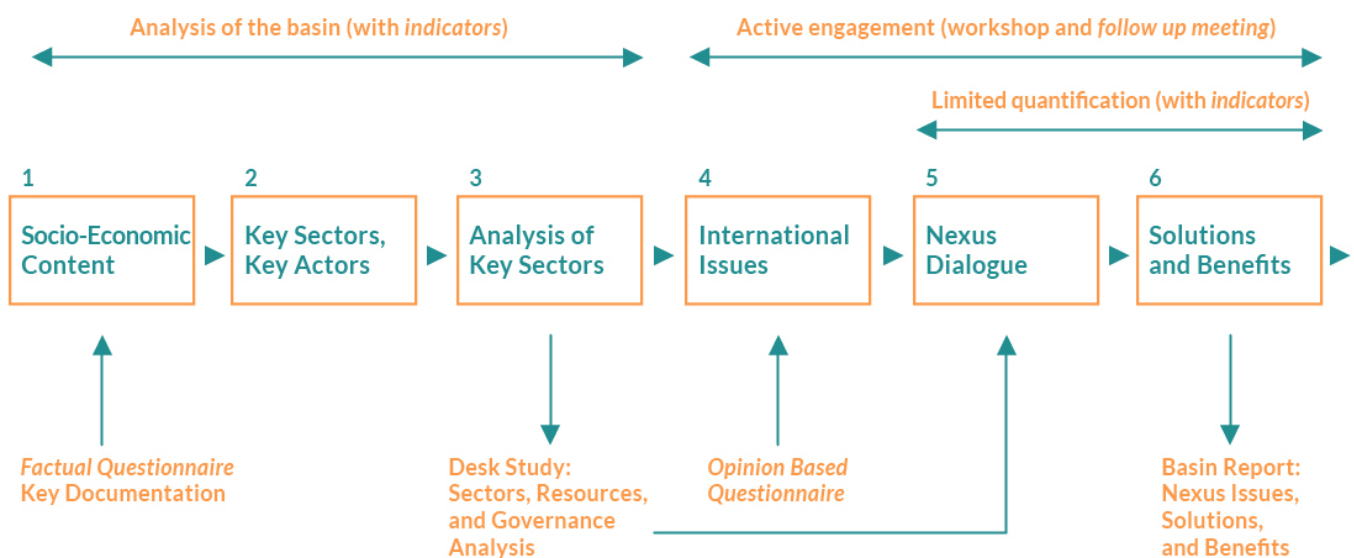 Analysis of the basin (with indicators)
Active engagement (workshop and follow up meeting)
Limited quantification (with indicators)
1
Socio-Economic
Content
2
Key Sectors,
Key Actors
3
Analysis of
Key Sectors
4
International
Issues
5
Nexus
Dialogue
6
Solutions
and Benefits
Factual Questionnaire
Key Documentation
Desk Study:
Sectors, Resources,
and Governance
Analysis
Opinion Based
Questionnaire
Basin Report:
Nexus Issues,
Solutions,
and Benefits